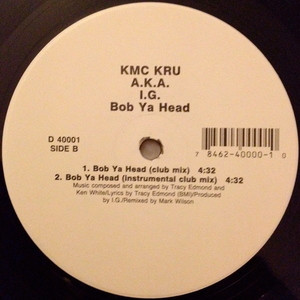 KMC KRU
A.K.A.
I.G.
Bob Ya Head
D 40001
SIDE B
7 8462-40000-1 0
1. Bob Ya Head (club mix) 4:32
2. Bob Ya Head (instrumental club mix) 4:32
Music composed and arranged by Tracy Edmond and
Ken White/Lyrics by Tracy Edmond (BMI)/Produced
by I.G./Remixed by Mark Wilson